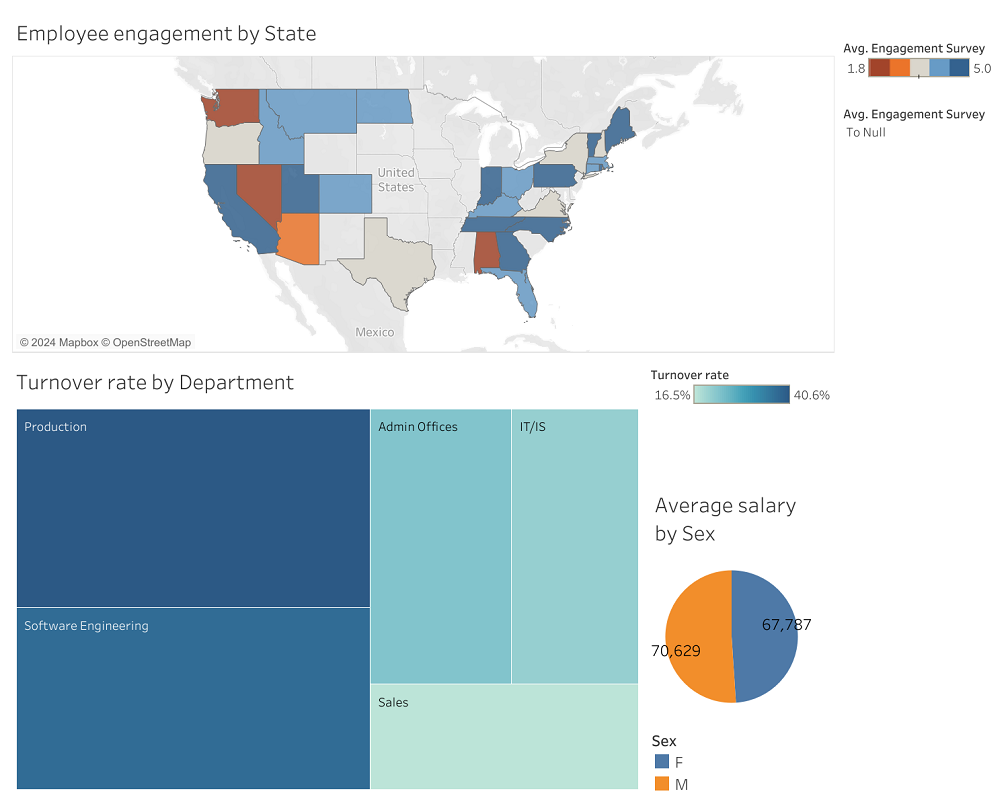 Employee engagement by State
Avg. Engagement Survey
1.8 5.0
Avg. Engagement Survey
To Null
United
States
Mexico
© 2024 Mapbox © OpenStreetMap
Turnover rate by Department
Turnover rate
16.5% 40.6%
Production
Admin Offices
IT/IS
Software Engineering
Sales
Average salary
by Sex
67,787
70,629
Sex
F
M